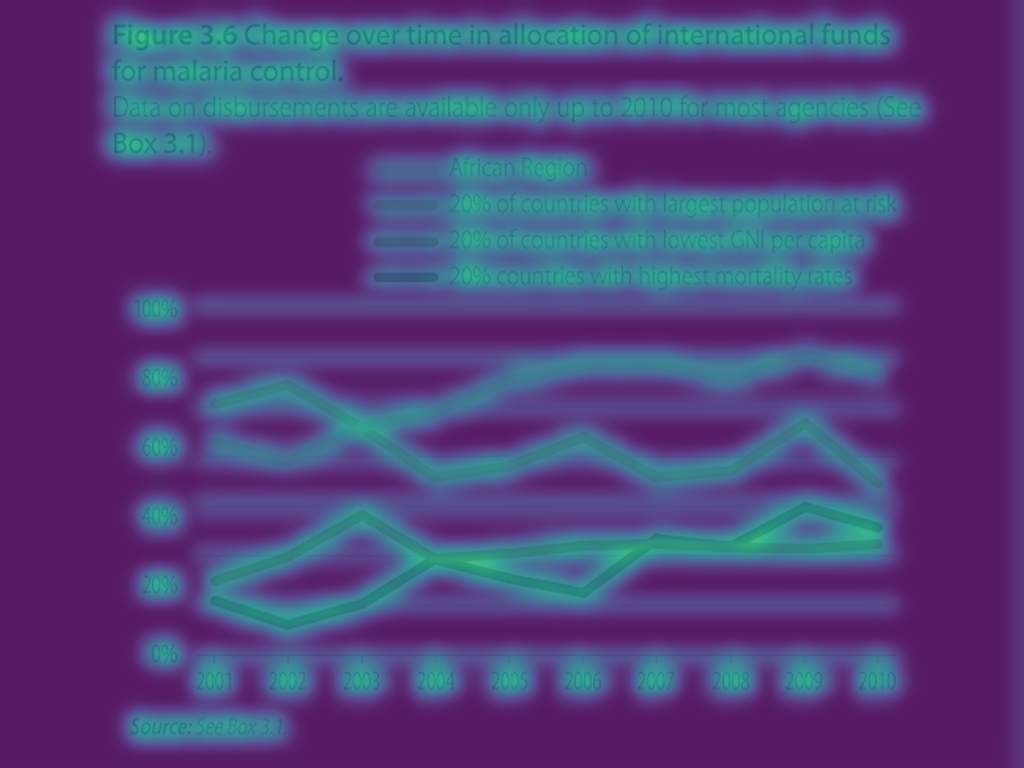 Figure 3.6 Change over time in allocation of international funds
for malaria control.
Data on disbursements are available only up to 2010 for most agencies (See
Box 3.1).
African Region
20% of countries with largest population at risk
20% of countries with lowest GNI per capita
20% countries with highest mortality rates
100%
80%
60%
40%
20%
0%
2001 2002 2003 2004 2005 2006 2007 2008 2009 2010
Source: See Box 3.1.